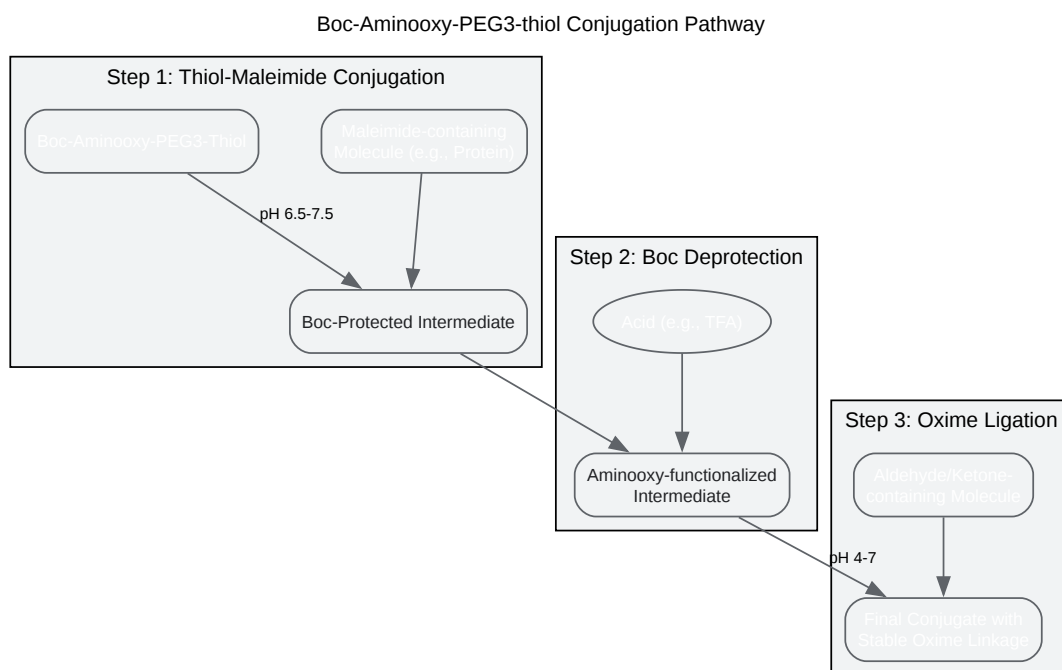 Boc-Aminooxy-PEG3-thiol Conjugation Pathway
Step 1: Thiol-Maleimide Conjugation
Boc-Aminooxy-PEG3-Thiol
Maleimide-containing
Molecule (e.g., Protein)
pH 6.5-7.5
Boc-Protected Intermediate
Step 2: Boc Deprotection
Acid (e.g., TFA)
Aminooxy-functionalized
Intermediate
Step 3: Oxime Ligation
Aldehyde/Ketone-
containing Molecule
pH 4-7
Final Conjugate with
Stable Oxime Linkage